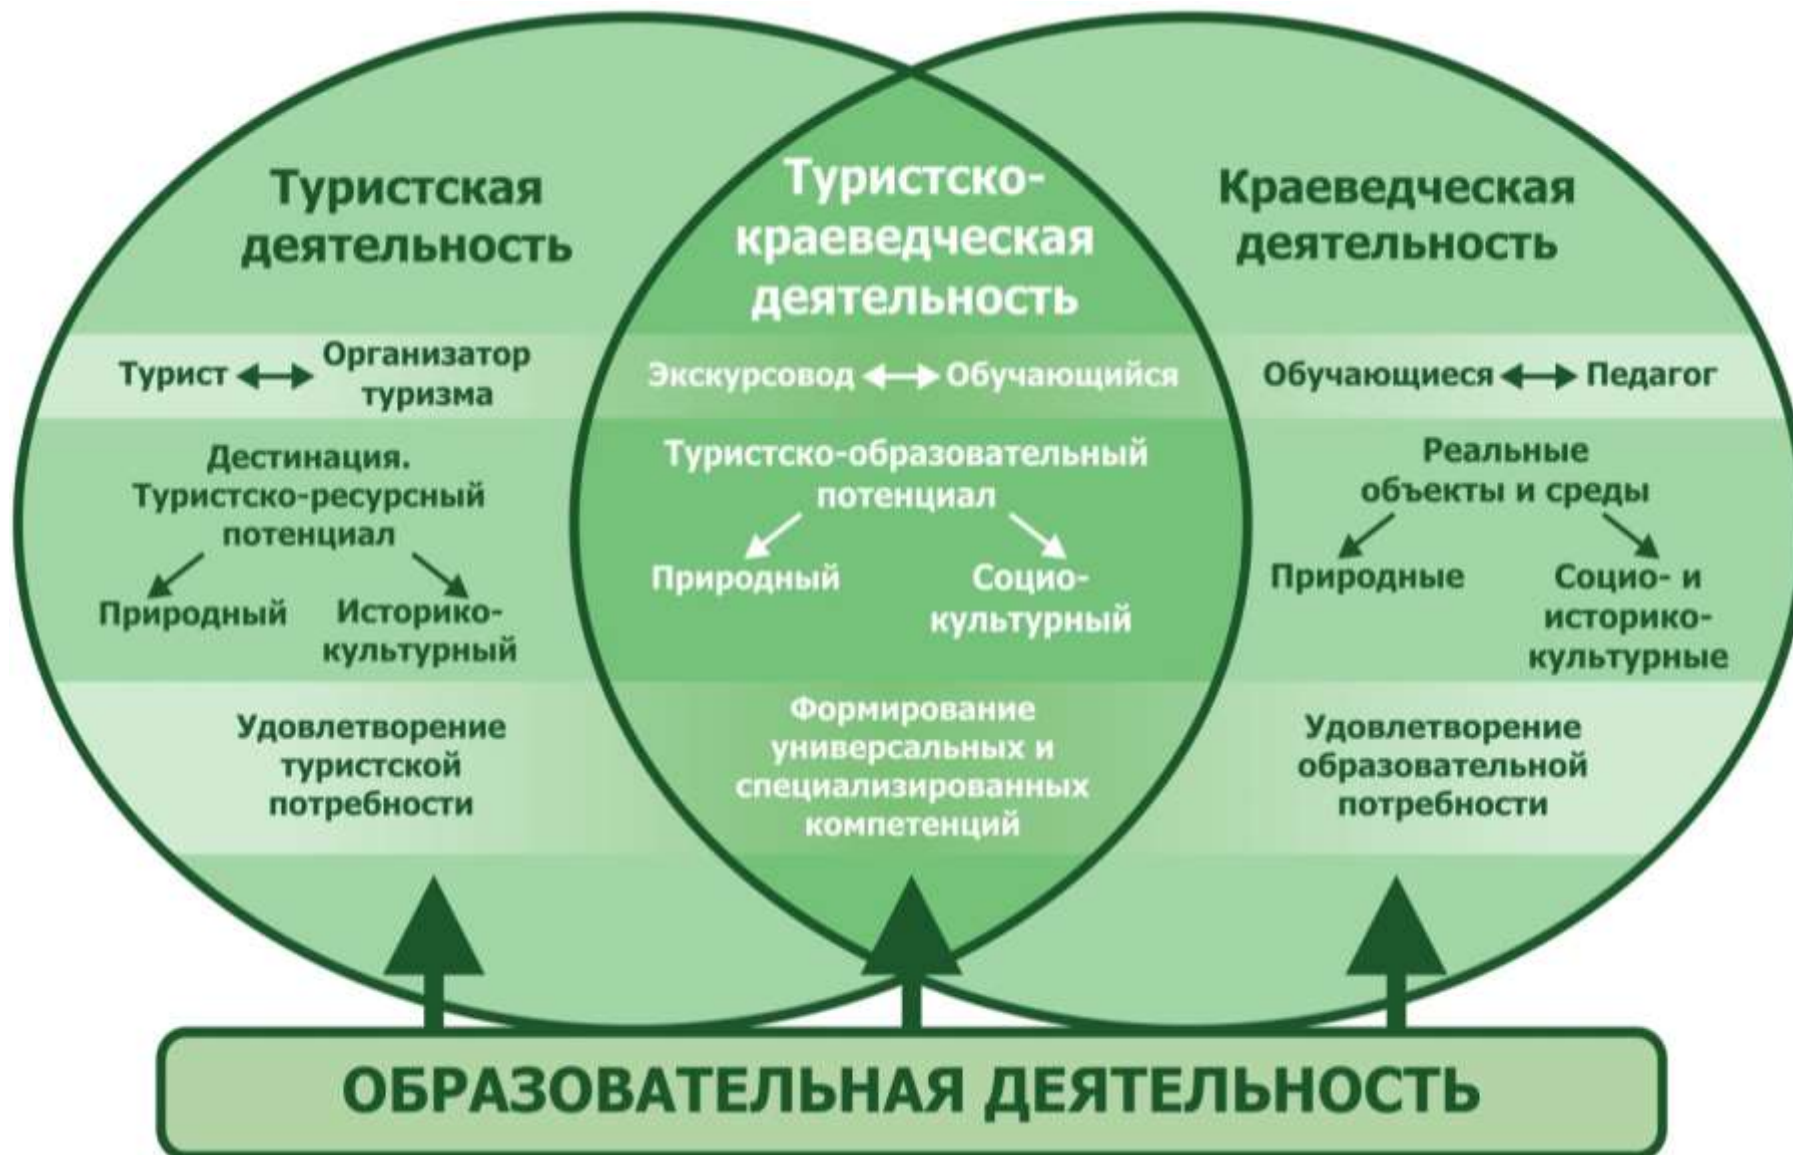 Туристская
деятельность
Турист
Организатор
туризма
Дестинация.
Туристско-ресурсный
потенциал
Природный
Историко-
культурный
Удовлетворение
туристской
потребности
Туристско-
краеведческая
деятельность
Экскурсовод
Обучающийся
Туристско-образовательный
потенциал
Природный
Социо-
культурный
Формирование
универсальных и
специализированных
компетенций
Краеведческая
деятельность
Обучающиеся
Педагог
Реальные
объекты и среды
Природные
Социо- и
историко-
культурные
Удовлетворение
образовательной
потребности
ОБРАЗОВАТЕЛЬНАЯ ДЕЯТЕЛЬНОСТЬ